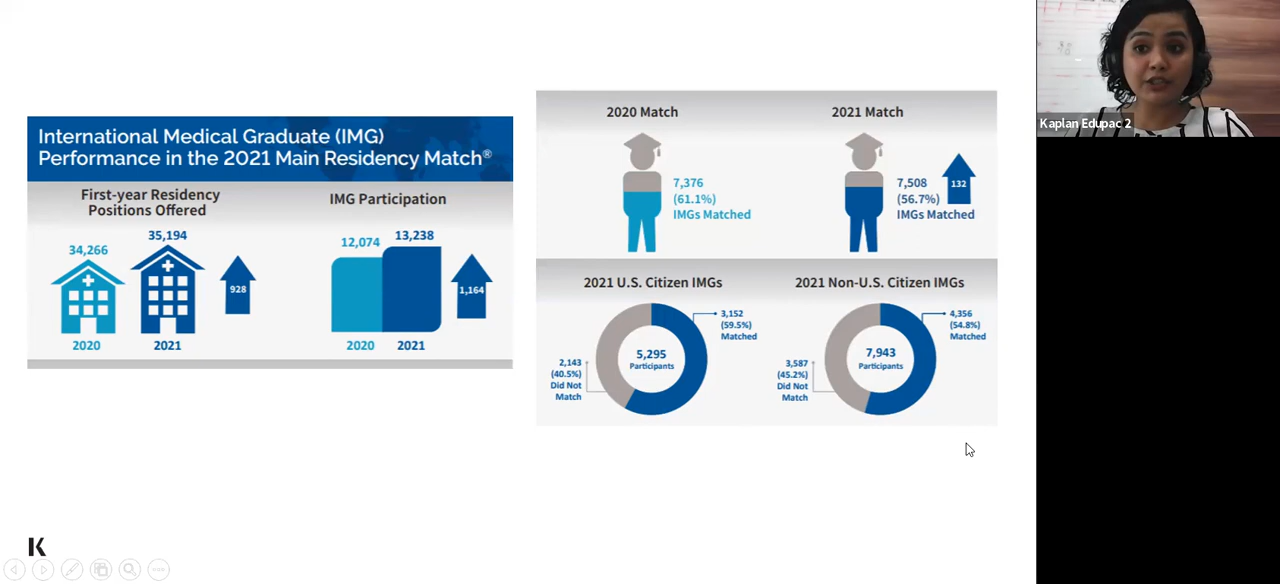 International Medical Graduate (IMG)
Performance in the 2021 Main Residency Match®
First-year Residency
Positions Offered
34,266
35,194
928
2020
2021
IMG Participation
12,074
13,238
1,164
2020
2021
2020 Match
7,376
(61.1%)
IMGs Matched
2021 Match
7,508
(56.7%)
IMGs Matched
132
2021 U.S. Citizen IMGs
3,152
(59.5%)
Matched
5,295
Participants
2,143
(40.5%)
Did Not
Match
2021 Non-U.S. Citizen IMGs
4,356
(54.8%)
Matched
7,943
Participants
3,587
(45.2%)
Did Not
Match
Kaplan Edupac 2
K